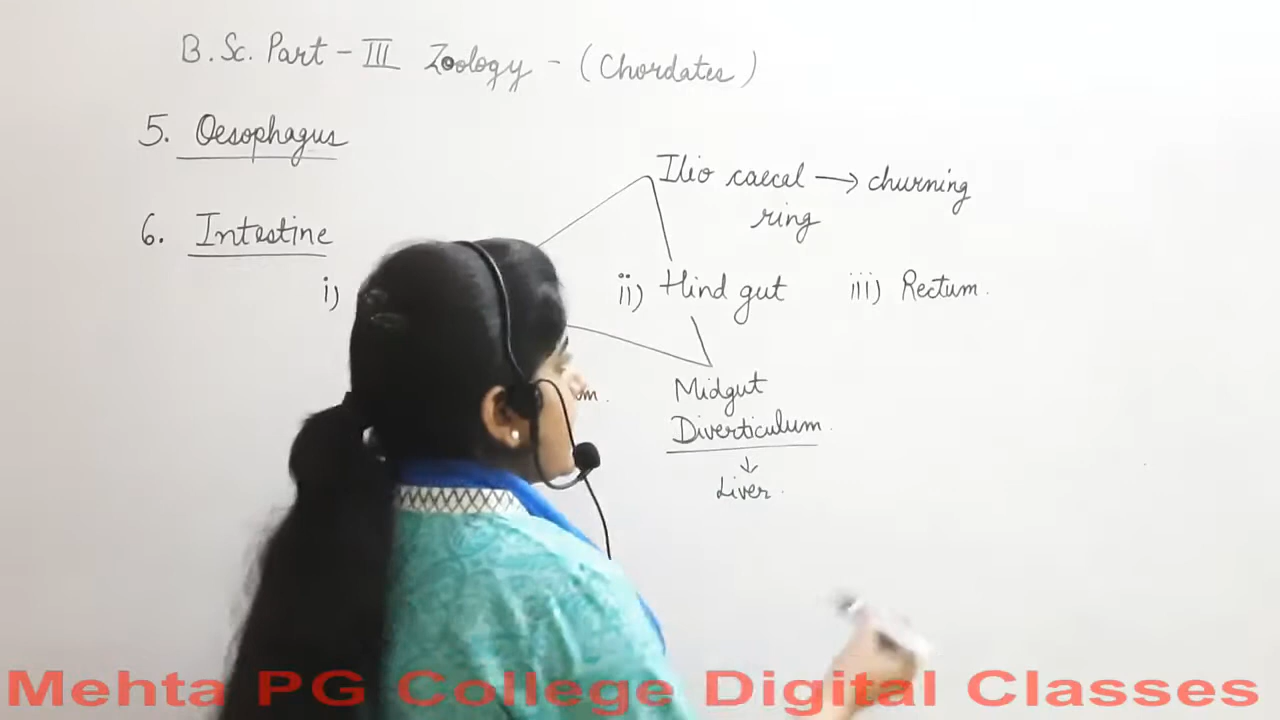 B.Sc. Part - III Zoology - (Chordates)
5. Oesophagus
Ilio caecal → churning
ring
6. Intestine
i) ii) Hind gut iii) Rectum.
Midgut
Diverticulum.
↓
Liver.
Mehta PG College Digital Classes